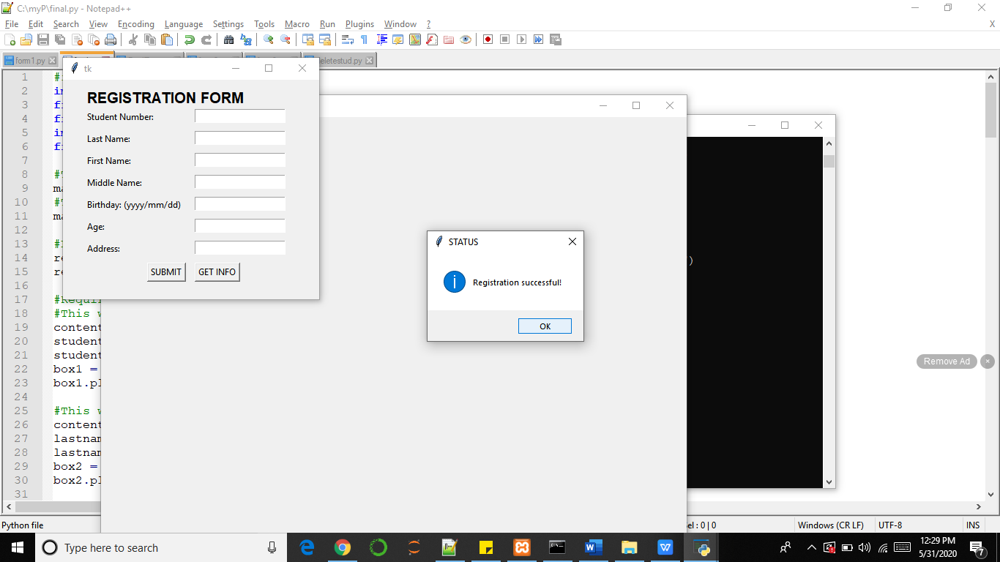 C:\myP\final.py - Notepad++
File Edit Search View Encoding Language Settings Tools Macro Run Plugins Window ? X
form1.py
deletestud.py
tk
REGISTRATION FORM
Student Number:
Last Name:
First Name:
Middle Name:
Birthday: (yyyy/mm/dd)
Age:
Address:
SUBMIT GET INFO
STATUS
Registration successful!
OK
)
Remove Ad ×
1 #i
2 im
3 fr
4 fr
5 im
6 fr
7
8 #T
9 ma
10 #T
11 ma
12
13
14 re
15 re
16
17 #Requi
18 #This w
19 content
20 student
21 student
22 box1 =
23 box1.pl
24
25 #This w
26 content
27 lastnam
28 lastnam
29 box2 =
30 box2.pl
31
Python file
Sel : 0 | 0
Windows (CR LF)
UTF-8
INS
Type here to search
12:29 PM
5/31/2020
7